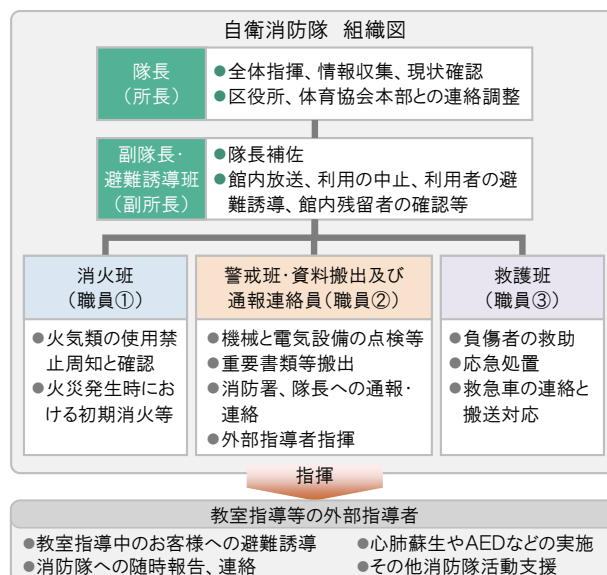 自衛消防隊 組織図
隊長
(所長)
●全体指揮、情報収集、現状確認
●区役所、体育協会本部との連絡調整
副隊長・
避難誘導班
(副所長)
●隊長補佐
●館内放送、利用の中止、利用者の避
難誘導、館内残留者の確認等
消火班
(職員①)
●火気類の使用禁
止周知と確認
●火災発生時にお
ける初期消火等
警戒班・資料搬出及び
通報連絡員(職員②)
●機械と電気設備の点検等
●重要書類等搬出
●消防署、隊長への通報・
連絡
●外部指導者指揮
救護班
(職員③)
●負傷者の救助
●応急処置
●救急車の連絡と
搬送対応
指揮
教室指導等の外部指導者
●教室指導中のお客様への避難誘導
●消防隊への随時報告、連絡
●心肺蘇生やAEDなどの実施
●その他消防隊活動支援